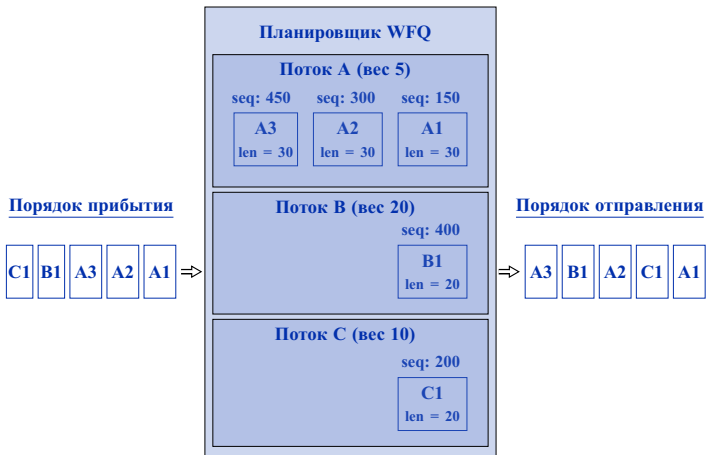 Планировщик WFQ
Поток A (вес 5)
seq: 450 seq: 300 seq: 150
A3 A2 A1
len = 30 len = 30 len = 30
Порядок прибытия
C1 B1 A3 A2 A1
Поток B (вес 20)
seq: 400
B1
len = 20
Порядок отправления
A3 B1 A2 C1 A1
Поток C (вес 10)
seq: 200
C1
len = 20